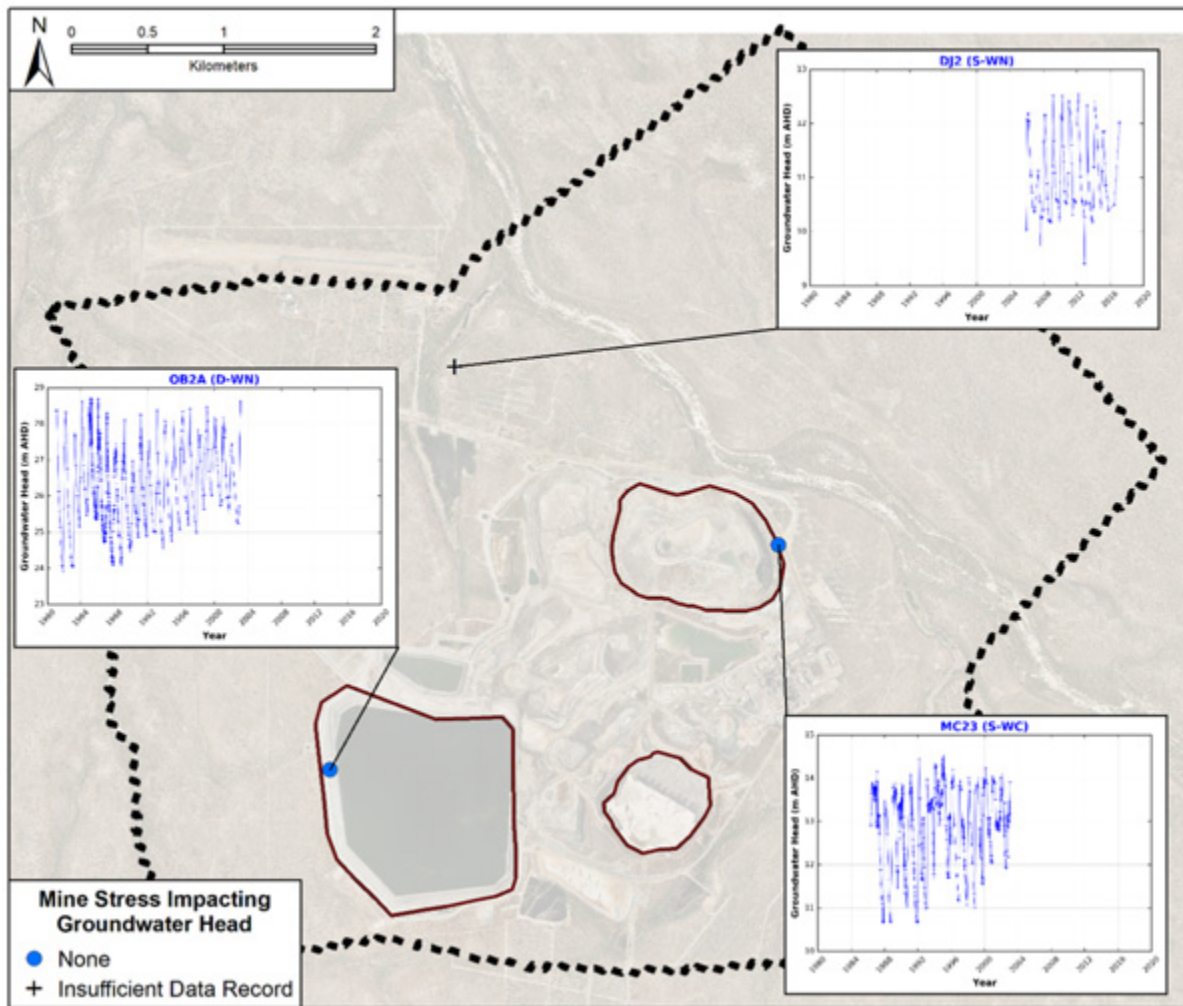 N
0 0.5 1 2
Kilometers
DJ2 (S-WN)
Groundwater Head (m AHD)
13
12
11
10
9
1980 1984 1988 1992 1996 2000 2004 2008 2012 2016 2020
Year
OB2A (D-WN)
Groundwater Head (m AHD)
29
28
27
26
25
24
23
1980 1984 1988 1992 1996 2000 2004 2008 2012 2016 2020
Year
MC23 (S-WC)
Groundwater Head (m AHD)
15
14
13
12
11
10
1980 1984 1988 1992 1996 2000 2004 2008 2012 2016 2020
Year
Mine Stress Impacting
Groundwater Head
None
Insufficient Data Record